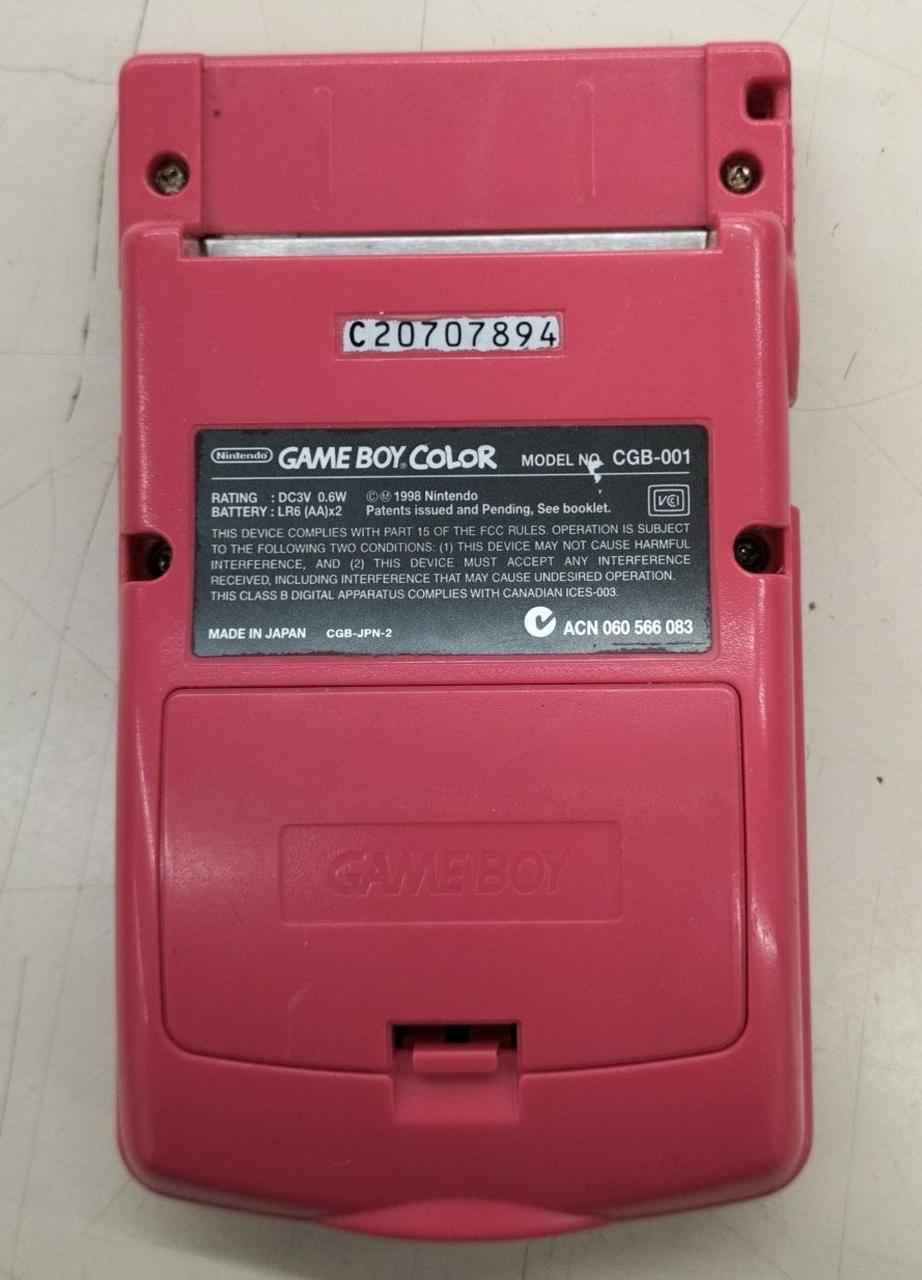 C20707894
Nintendo GAME BOY COLOR MODEL NO. CGB-001
RATING : DC3V 0.6W ©Ⓜ 1998 Nintendo
BATTERY : LR6 (AA)x2 Patents issued and Pending, See booklet.
VCI
THIS DEVICE COMPLIES WITH PART 15 OF THE FCC RULES. OPERATION IS SUBJECT
TO THE FOLLOWING TWO CONDITIONS: (1) THIS DEVICE MAY NOT CAUSE HARMFUL
INTERFERENCE, AND (2) THIS DEVICE MUST ACCEPT ANY INTERFERENCE
RECEIVED, INCLUDING INTERFERENCE THAT MAY CAUSE UNDESIRED OPERATION.
THIS CLASS B DIGITAL APPARATUS COMPLIES WITH CANADIAN ICES-003.
MADE IN JAPAN CGB-JPN-2 ACN 060 566 083
GAME BOY